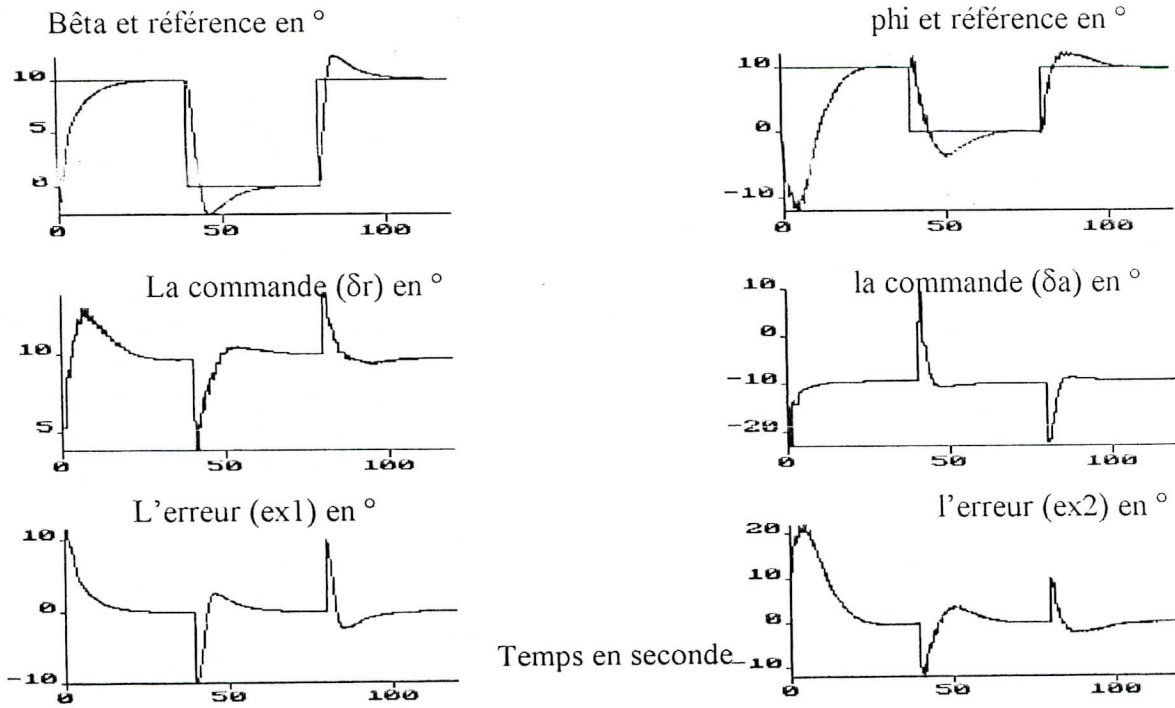 Bêta et référence en °
phi et référence en °
10
5
0
0 50 100
10
0
-10
0 50 100
La commande (δr) en °
la commande (δa) en °
10
5
0 50 100
10
0
-10
-20
0 50 100
L'erreur (ex1) en °
l'erreur (ex2) en °
10
0
-10
0 50 100
20
10
0
-10
0 50 100
Temps en seconde